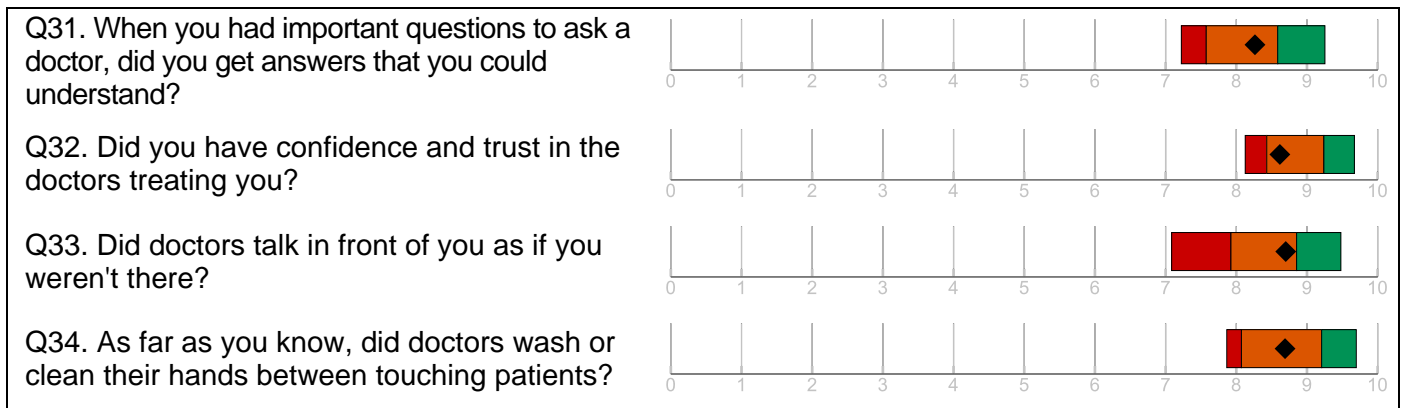 Q31. When you had important questions to ask a
doctor, did you get answers that you could
understand?
0 1 2 3 4 5 6 7 8 9 10
Q32. Did you have confidence and trust in the
doctors treating you?
0 1 2 3 4 5 6 7 8 9 10
Q33. Did doctors talk in front of you as if you
weren't there?
0 1 2 3 4 5 6 7 8 9 10
Q34. As far as you know, did doctors wash or
clean their hands between touching patients?
0 1 2 3 4 5 6 7 8 9 10